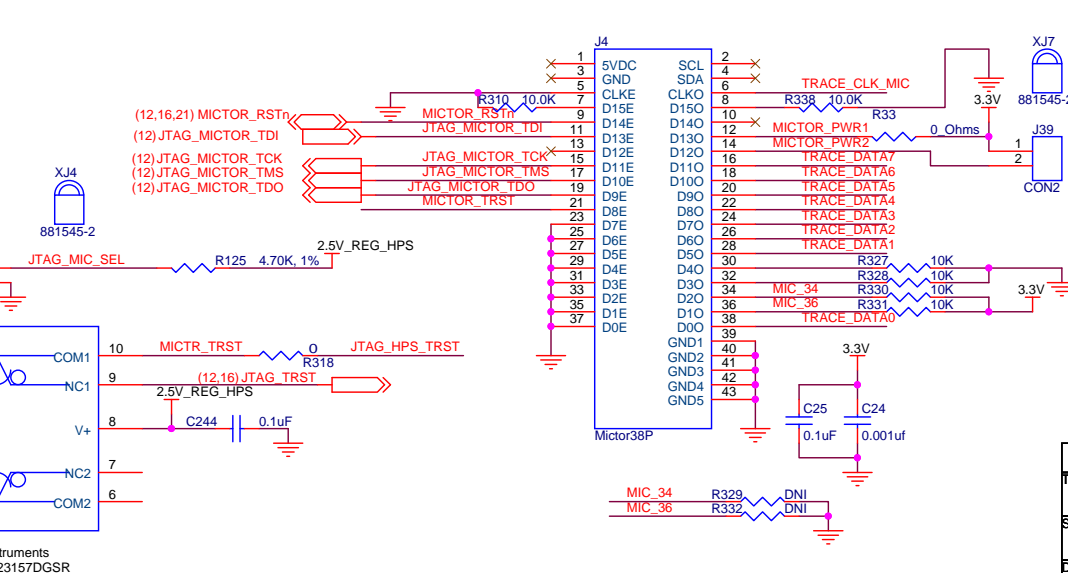 J4
XJ7
881545-2
1 5VDC SCL 2
3 GND SDA 4
5 CLKE CLKO 6 TRACE_CLK_MIC
R310 10.0K 7 D15E D15O 8 R338 10.0K
3.3V
(12,16,21) MICTOR_RSTn MICTOR_RSTn 9 D14E D14O 10 R33
(12) JTAG_MICTOR_TDI JTAG_MICTOR_TDI 11 D13E D13O 12 MICTOR_PWR1 0_Ohms
J39
1
2
CON2
13 D12E D12O 14 MICTOR_PWR2
(12) JTAG_MICTOR_TCK JTAG_MICTOR_TCK 15 D11E D11O 16 TRACE_DATA7
(12) JTAG_MICTOR_TMS JTAG_MICTOR_TMS 17 D10E D10O 18 TRACE_DATA6
(12) JTAG_MICTOR_TDO JTAG_MICTOR_TDO 19 D9E D9O 20 TRACE_DATA5
MICTOR_TRST 21 D8E D8O 22 TRACE_DATA4
23 D7E D7O 24 TRACE_DATA3
25 D6E D6O 26 TRACE_DATA2
27 D5E D5O 28 TRACE_DATA1
29 D4E D4O 30 R327 10K
31 D3E D3O 32 R328 10K
33 D2E D2O 34 MIC_34 R330 10K
3.3V
35 D1E D1O 36 MIC_36 R331 10K
37 D0E D0O 38 TRACE_DATA0
GND1 39
GND2 40
GND3 41
GND4 42
GND5 43
Mictor38P
XJ4
881545-2
2.5V_REG_HPS
JTAG_MIC_SEL R125 4.70K, 1%
COM1 10 MICTR_TRST 0 JTAG_HPS_TRST
R318
NC1 9 (12,16) JTAG_TRST
2.5V_REG_HPS
V+ 8 C244 0.1uF
NC2 7
COM2 6
truments
23157DGSR
3.3V
C25 C24
0.1uF 0.001uf
MIC_34 R329 DNI
MIC_36 R332 DNI